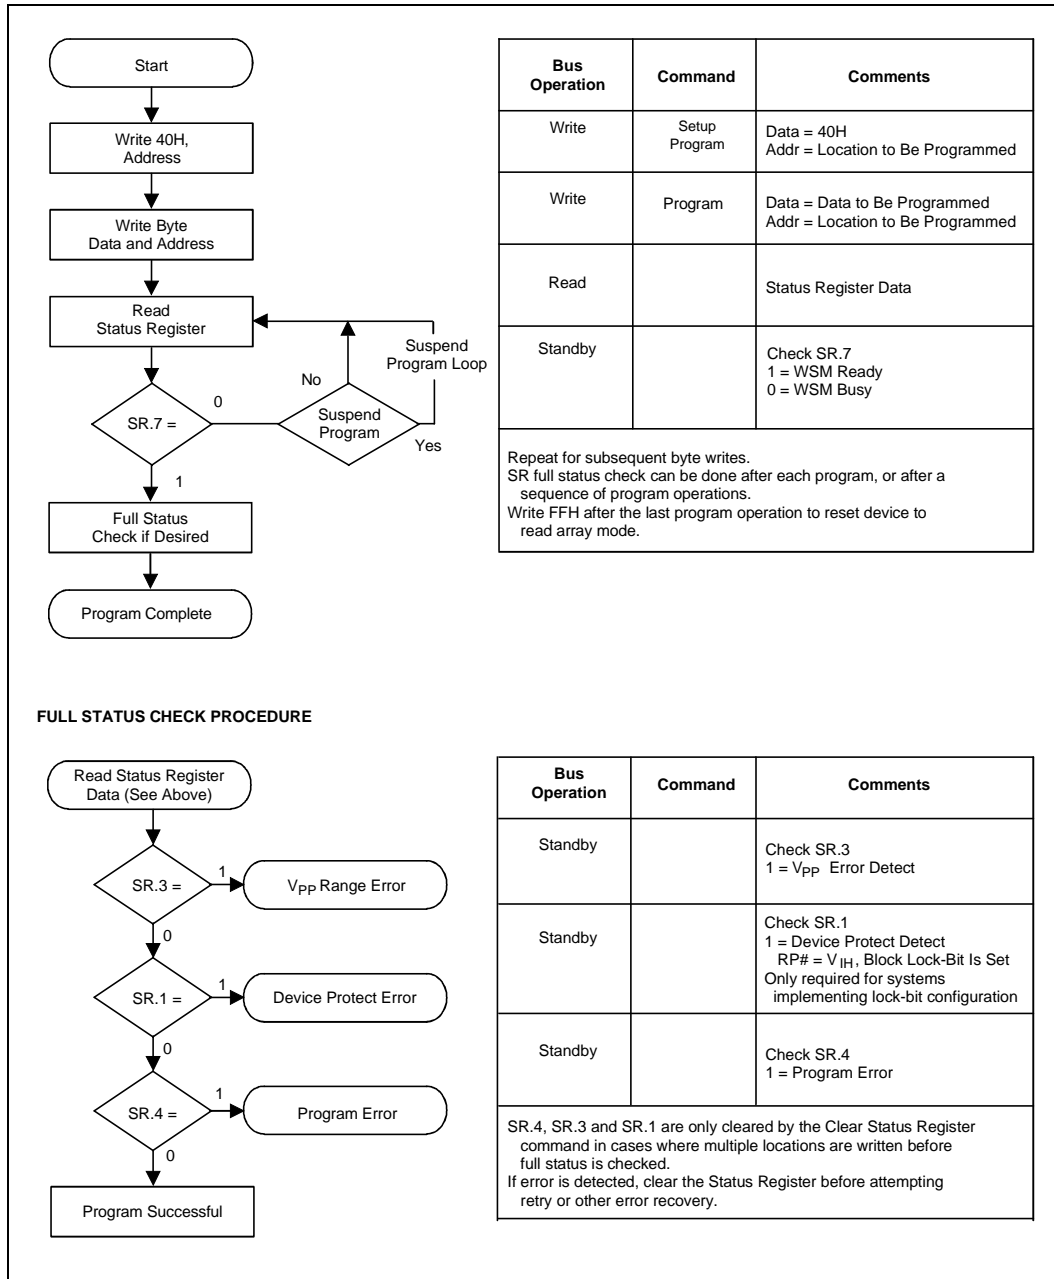 Start
Write 40H,
Address
Write Byte
Data and Address
Read
Status Register
SR.7 =
0
1
No
Suspend
Program
Yes
Suspend
Program Loop
Full Status
Check if Desired
Program Complete
Bus
Operation
Command
Comments
Write
Setup
Program
Data = 40H
Addr = Location to Be Programmed
Write
Program
Data = Data to Be Programmed
Addr = Location to Be Programmed
Read
Status Register Data
Standby
Check SR.7
1 = WSM Ready
0 = WSM Busy
Repeat for subsequent byte writes.
SR full status check can be done after each program, or after a
sequence of program operations.
Write FFH after the last program operation to reset device to
read array mode.
FULL STATUS CHECK PROCEDURE
Read Status Register
Data (See Above)
SR.3 =
1
VPP Range Error
0
SR.1 =
1
Device Protect Error
0
SR.4 =
1
Program Error
0
Program Successful
Bus
Operation
Command
Comments
Standby
Check SR.3
1 = VPP Error Detect
Standby
Check SR.1
1 = Device Protect Detect
RP# = VIH, Block Lock-Bit Is Set
Only required for systems
implementing lock-bit configuration
Standby
Check SR.4
1 = Program Error
SR.4, SR.3 and SR.1 are only cleared by the Clear Status Register
command in cases where multiple locations are written before
full status is checked.
If error is detected, clear the Status Register before attempting
retry or other error recovery.